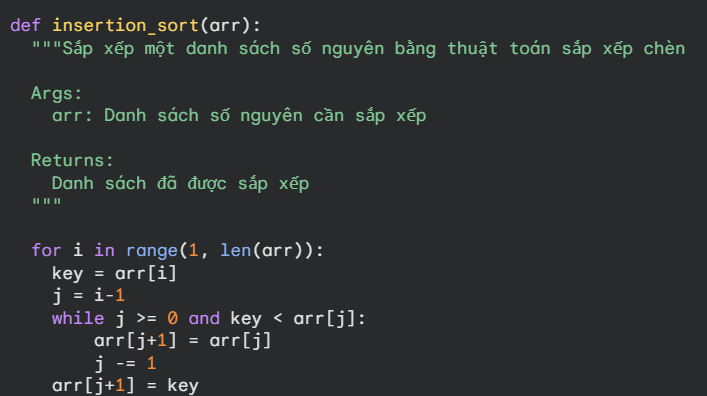 def insertion_sort(arr):
  """Sắp xếp một danh sách số nguyên bằng thuật toán sắp xếp chèn

  Args:
    arr: Danh sách số nguyên cần sắp xếp

  Returns:
    Danh sách đã được sắp xếp
  """

  for i in range(1, len(arr)):
    key = arr[i]
    j = i-1
    while j >= 0 and key < arr[j]:
        arr[j+1] = arr[j]
        j -= 1
    arr[j+1] = key